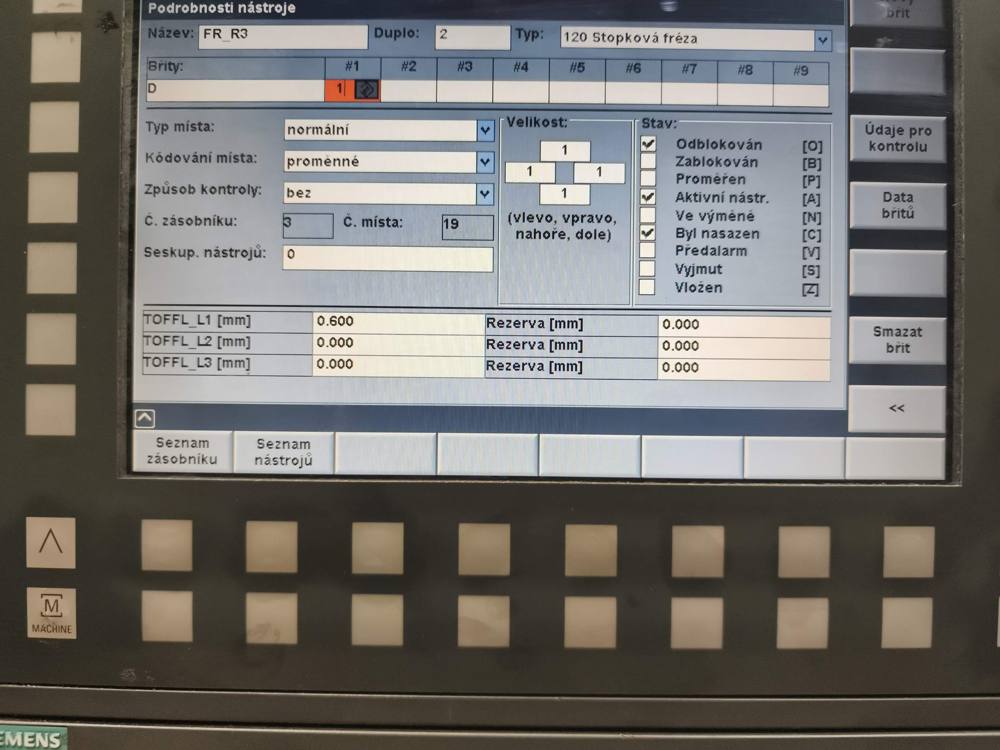 Podrobnosti nástroje
břit
Název: FR_R3 Duplo: 2 Typ: 120 Stopková fréza
Břity: #1 #2 #3 #4 #5 #6 #7 #8 #9
D 1
Typ místa: normální
Kódování místa: proměnné
Způsob kontroly: bez
Č. zásobníku: 3 Č. místa: 19
Seskup. nástrojů: 0
Velikost:
1
1 1
1
(vlevo, vpravo,
nahoře, dole)
Stav:
Odblokován [O]
Zablokován [B]
Proměřen [P]
Aktivní nástr. [A]
Ve výměně [N]
Byl nasazen [C]
Předalarm [V]
Vyjmut [S]
Vložen [Z]
Údaje pro
kontrolu
Data
břitů
Smazat
břit
<<
TOFFL_L1 [mm] 0.600 Rezerva [mm] 0.000
TOFFL_L2 [mm] 0.000 Rezerva [mm] 0.000
TOFFL_L3 [mm] 0.000 Rezerva [mm] 0.000
Seznam
zásobníku
Seznam
nástrojů
M
MACHINE
EMENS